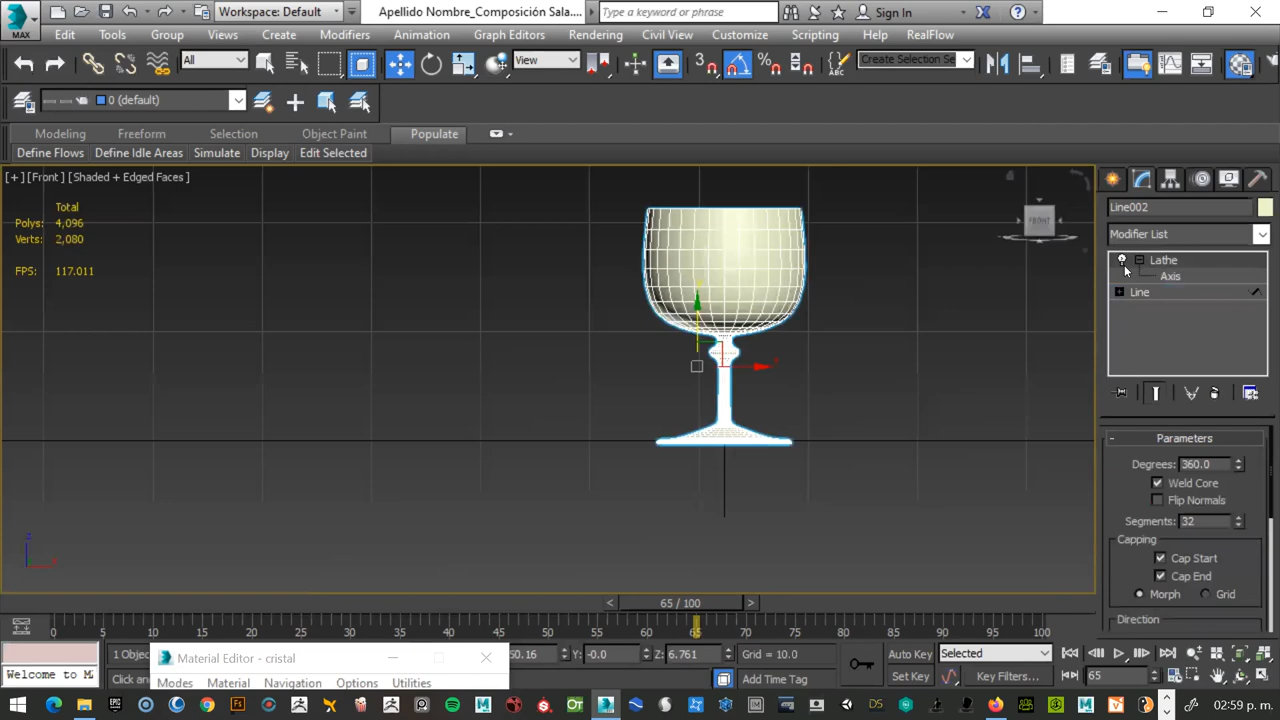 MAX
Workspace: Default
Apellido Nombre_Composición Sala....
Type a keyword or phrase
Sign In
Edit Tools Group Views Create Modifiers Animation Graph Editors Rendering Civil View Customize Scripting Help RealFlow
All
View
3
%
ABC
Create Selection Se
0 (default)
Modeling Freeform Selection Object Paint Populate
Define Flows Define Idle Areas Simulate Display Edit Selected
[+] [Front] [Shaded + Edged Faces]
Total
Polys: 4,096
Verts: 2,080
FPS: 117.011
FRONT
Line002
Modifier List
Lathe
Axis
Line
Parameters
Degrees: 360.0
Weld Core
Flip Normals
Segments: 32
Capping
Cap Start
Cap End
Morph Grid
Direction
z
65 / 100
0 5 10 15 20 25 30 35 40 45 50 55 60 65 70 75 80 85 90 95 100
1 Objec
50.16 Y: -0.0 Z: 6.761 Grid = 10.0
Auto Key Selected
Welcome to M
Click an
Add Time Tag
Set Key Key Filters... 65
Material Editor - cristal
Modes Material Navigation Options Utilities
02:59 p. m.